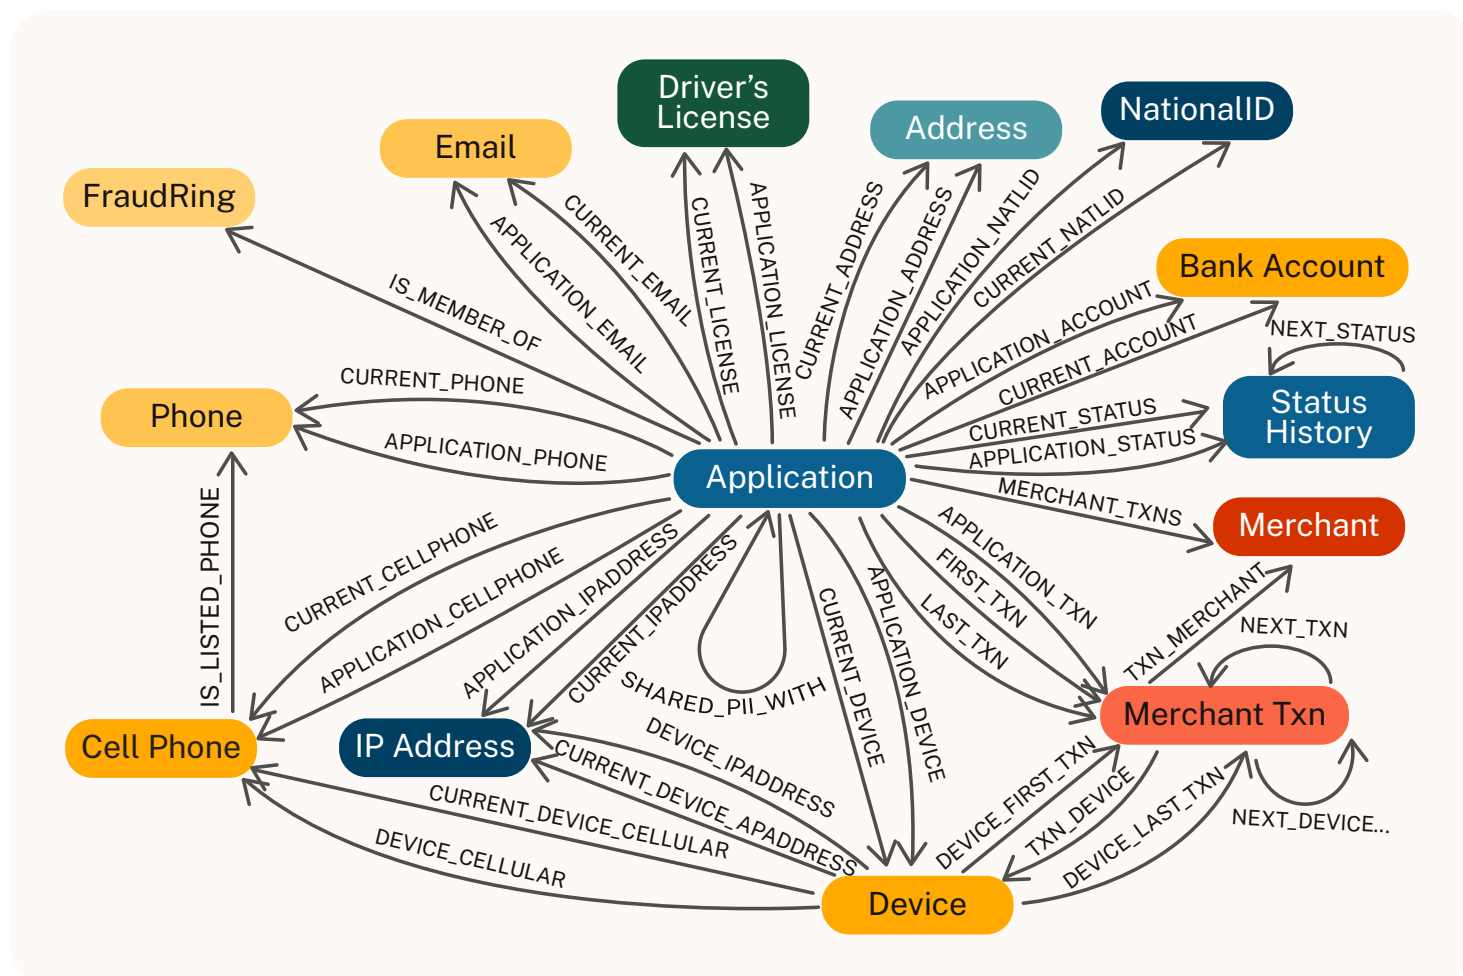 Driver's
License
NationalID
Address
Email
FraudRing
CURRENT_EMAIL
APPLICATION_EMAIL
CURRENT_LICENSE
APPLICATION_LICENSE
CURRENT_ADDRESS
APPLICATION_ADDRESS
APPLICATION_NATLID
CURRENT_NATLID
Bank Account
IS_MEMBER_OF
APPLICATION_ACCOUNT
CURRENT_ACCOUNT
NEXT_STATUS
CURRENT_PHONE
Phone
Status
History
CURRENT_STATUS
APPLICATION_STATUS
APPLICATION_PHONE
Application
MERCHANT_TXNS
Merchant
IS_LISTED_PHONE
CURRENT_CELLPHONE
APPLICATION_CELLPHONE
APPLICATION_IPADDRESS
CURRENT_IPADDRESS
SHARED_PII_WITH
CURRENT_DEVICE
APPLICATION_DEVICE
APPLICATION_TXN
FIRST_TXN
LAST_TXN
TXN_MERCHANT
NEXT_TXN
Merchant Txn
Cell Phone
IP Address
DEVICE_IPADDRESS
CURRENT_DEVICE_APADDRESS
CURRENT_DEVICE_CELLULAR
DEVICE_CELLULAR
DEVICE_FIRST_TXN
TXN_DEVICE
DEVICE_LAST_TXN
NEXT_DEVICE...
Device